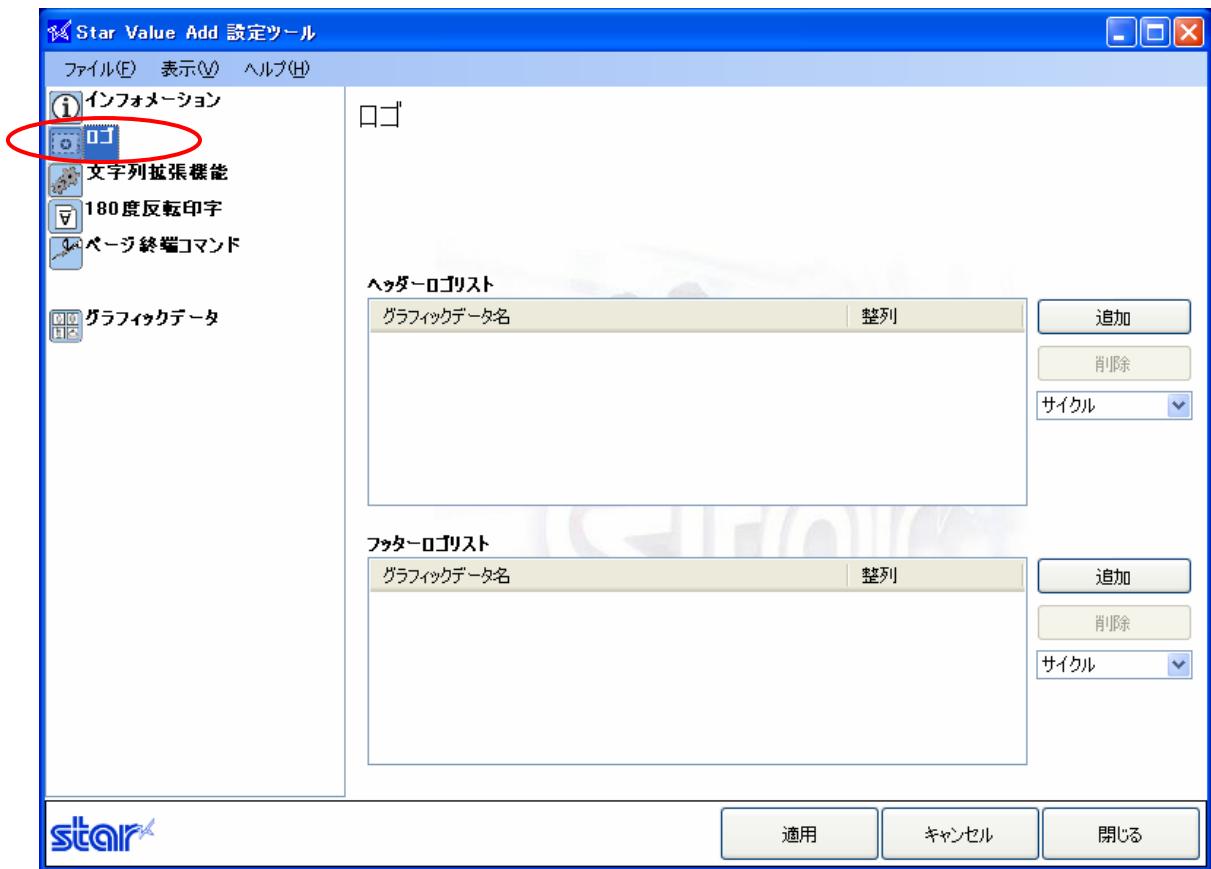 Star Value Add 設定ツール
ファイル(F) 表示(V) ヘルプ(H)
インフォメーション
ロゴ
文字列拡張機能
180度反転印字
ページ終端コマンド
グラフィックデータ
ロゴ
ヘッダーロゴリスト
グラフィックデータ名 整列
追加
削除
サイクル
フッターロゴリスト
グラフィックデータ名 整列
追加
削除
サイクル
star
適用 キャンセル 閉じる